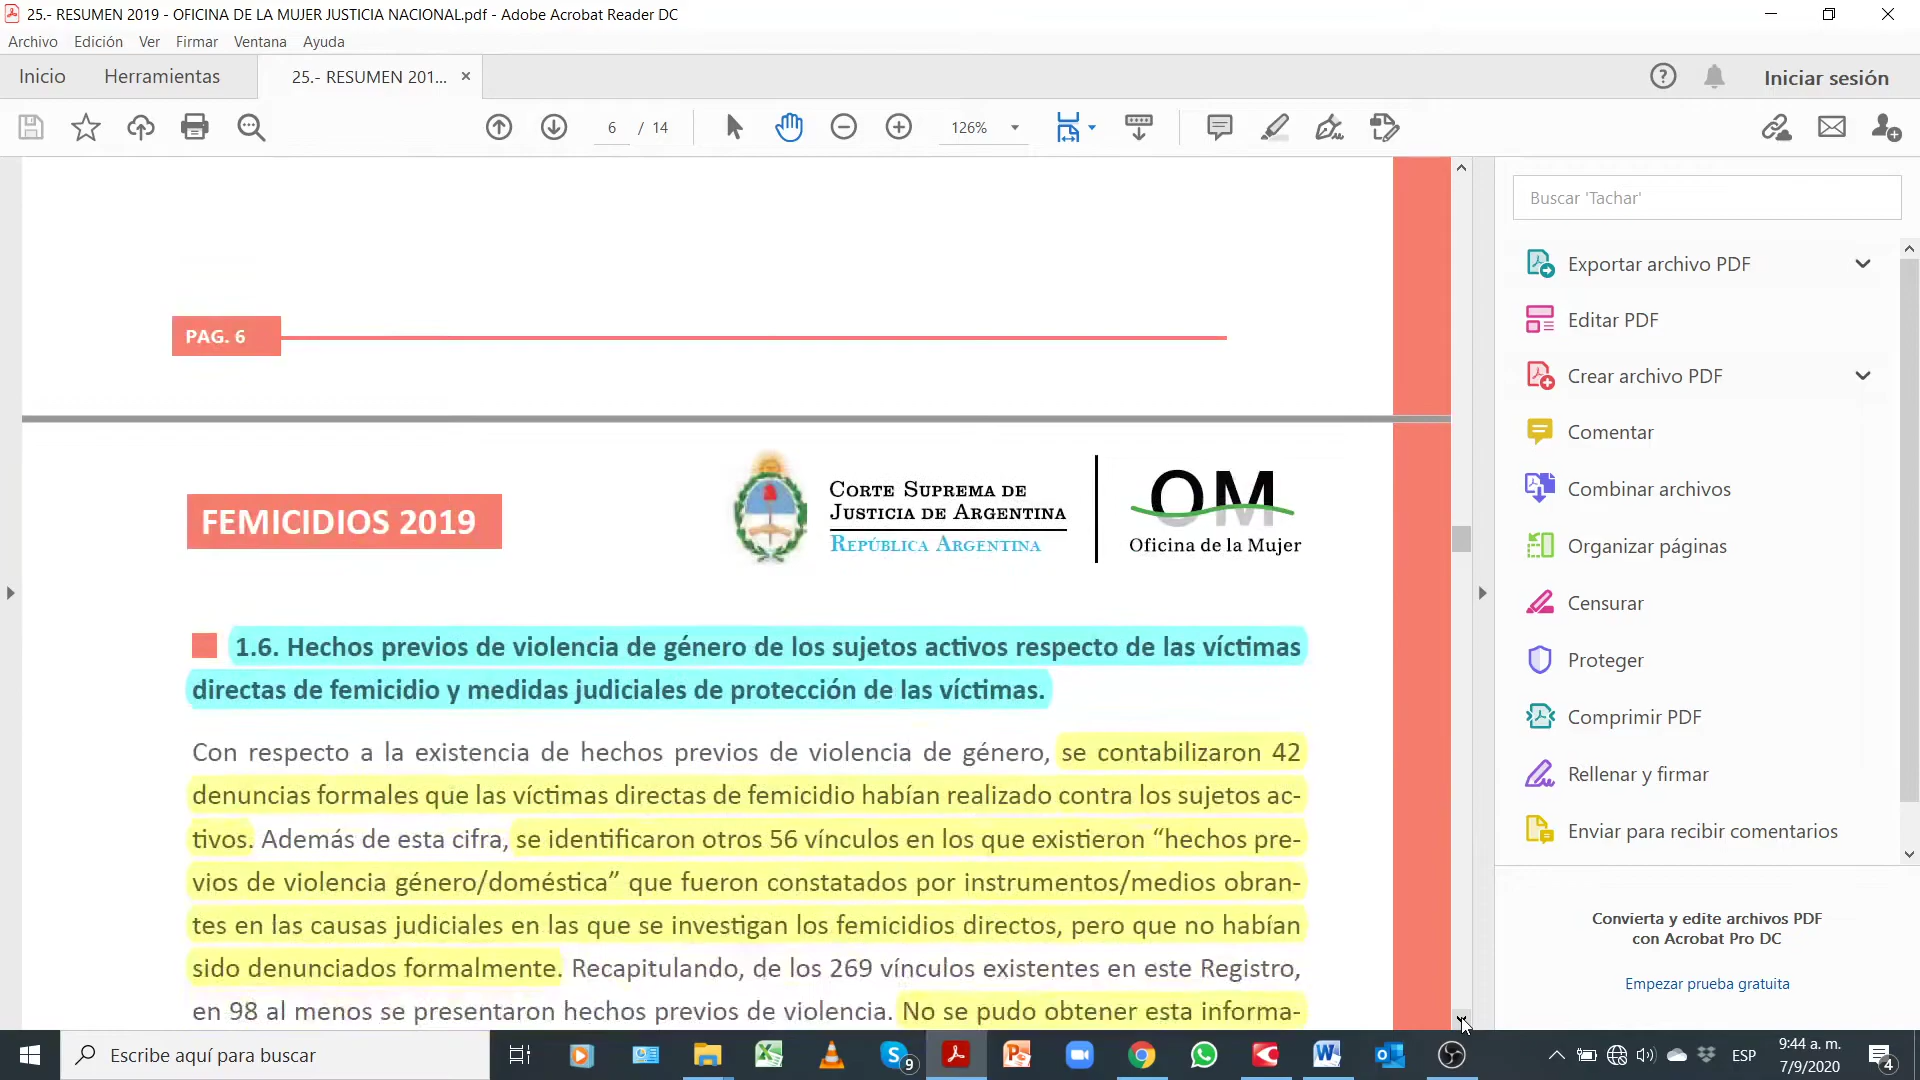 25.- RESUMEN 2019 - OFICINA DE LA MUJER JUSTICIA NACIONAL.pdf - Adobe Acrobat Reader DC
Archivo Edición Ver Firmar Ventana Ayuda
Inicio Herramientas 25.- RESUMEN 201... × Iniciar sesión
6 / 14 126%
Buscar 'Tachar'
Exportar archivo PDF
Editar PDF
Crear archivo PDF
Comentar
Combinar archivos
Organizar páginas
Censurar
Proteger
Comprimir PDF
Rellenar y firmar
Enviar para recibir comentarios
Convierta y edite archivos PDF
con Acrobat Pro DC
Empezar prueba gratuita
PAG. 6
FEMICIDIOS 2019
CORTE SUPREMA DE
JUSTICIA DE ARGENTINA
REPÚBLICA ARGENTINA
OM
Oficina de la Mujer
1.6. Hechos previos de violencia de género de los sujetos activos respecto de las víctimas
directas de femicidio y medidas judiciales de protección de las víctimas.
Con respecto a la existencia de hechos previos de violencia de género, se contabilizaron 42
denuncias formales que las víctimas directas de femicidio habían realizado contra los sujetos ac-
tivos. Además de esta cifra, se identificaron otros 56 vínculos en los que existieron “hechos pre-
vios de violencia género/doméstica” que fueron constatados por instrumentos/medios obran-
tes en las causas judiciales en las que se investigan los femicidios directos, pero que no habían
sido denunciados formalmente. Recapitulando, de los 269 vínculos existentes en este Registro,
en 98 al menos se presentaron hechos previos de violencia. No se pudo obtener esta informa-
Escribe aquí para buscar
9
ESP
9:44 a. m.
7/9/2020
4